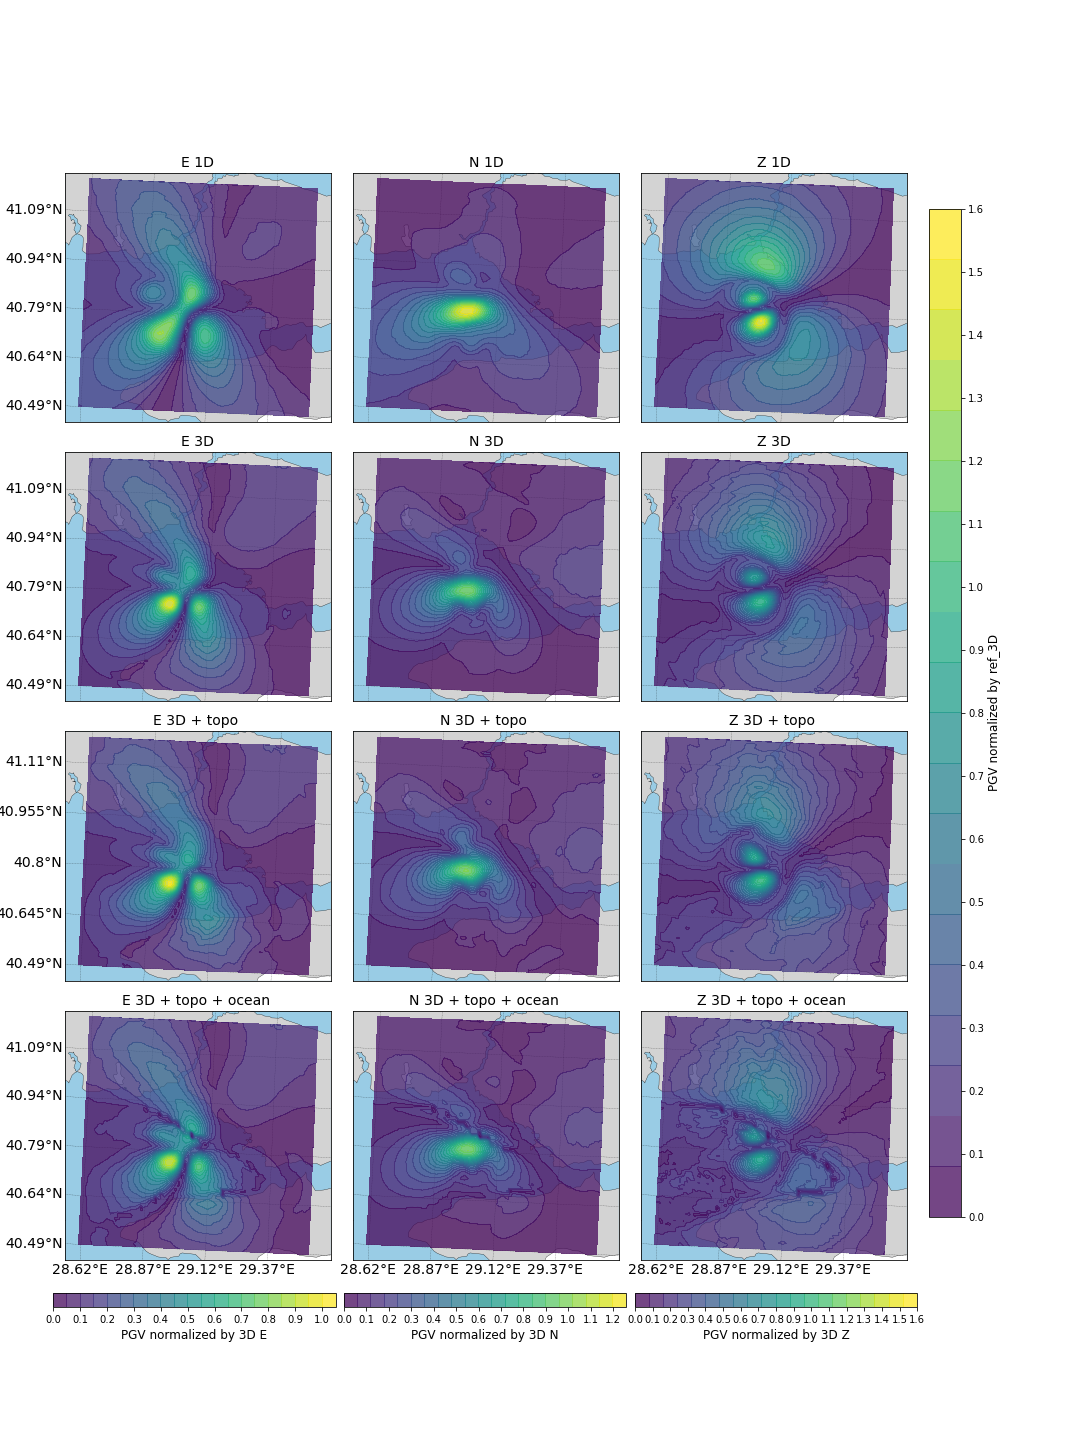 E 1D N 1D Z 1D
41.09°N
40.94°N
40.79°N
40.64°N
40.49°N
E 3D N 3D Z 3D
41.09°N
40.94°N
40.79°N
40.64°N
40.49°N
E 3D + topo N 3D + topo Z 3D + topo
41.11°N
40.955°N
40.8°N
40.645°N
40.49°N
E 3D + topo + ocean N 3D + topo + ocean Z 3D + topo + ocean
41.09°N
40.94°N
40.79°N
40.64°N
40.49°N
28.62°E 28.87°E 29.12°E 29.37°E 28.62°E 28.87°E 29.12°E 29.37°E 28.62°E 28.87°E 29.12°E 29.37°E
0.0 0.1 0.2 0.3 0.4 0.5 0.6 0.7 0.8 0.9 1.0
PGV normalized by 3D E
0.0 0.1 0.2 0.3 0.4 0.5 0.6 0.7 0.8 0.9 1.0 1.1 1.2
PGV normalized by 3D N
0.0 0.1 0.2 0.3 0.4 0.5 0.6 0.7 0.8 0.9 1.0 1.1 1.2 1.3 1.4 1.5 1.6
PGV normalized by 3D Z
1.6
1.5
1.4
1.3
1.2
1.1
1.0
0.9
0.8
0.7
0.6
0.5
0.4
0.3
0.2
0.1
0.0
PGV normalized by ref_3D